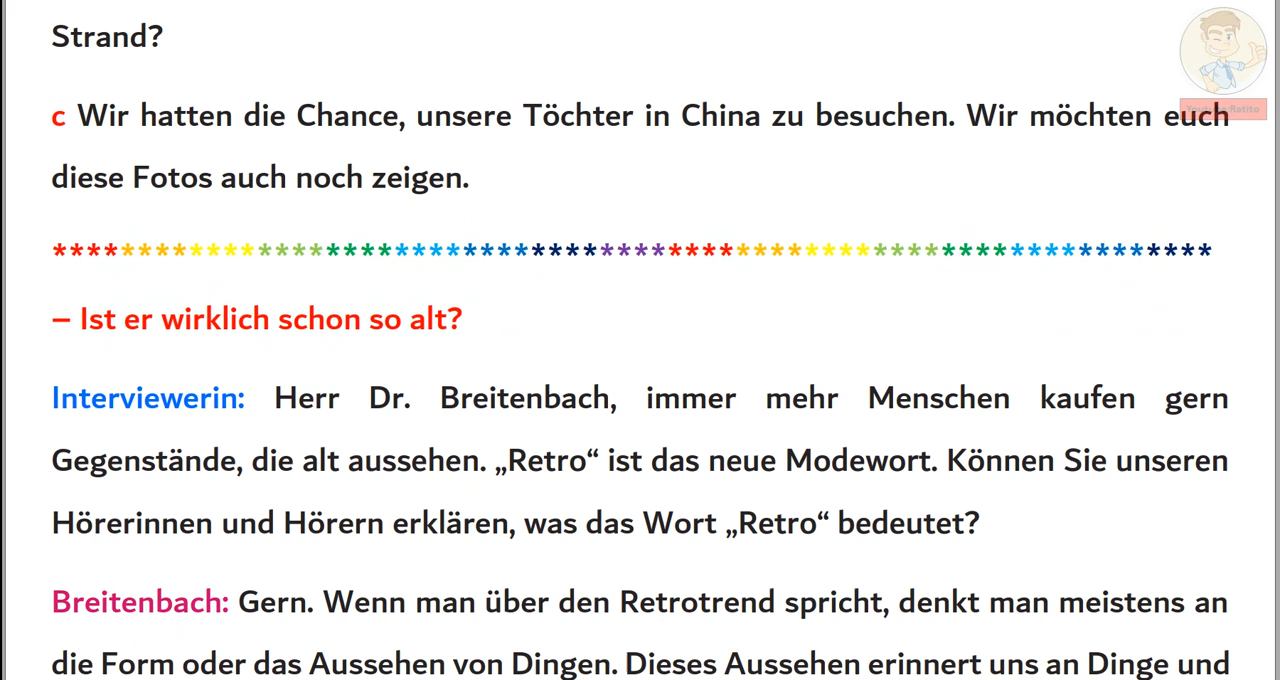 Strand?
c Wir hatten die Chance, unsere Töchter in China zu besuchen. Wir möchten euch
diese Fotos auch noch zeigen.
********************************************************************
– Ist er wirklich schon so alt?
Interviewerin: Herr Dr. Breitenbach, immer mehr Menschen kaufen gern
Gegenstände, die alt aussehen. „Retro“ ist das neue Modewort. Können Sie unseren
Hörerinnen und Hörern erklären, was das Wort „Retro“ bedeutet?
Breitenbach: Gern. Wenn man über den Retrotrend spricht, denkt man meistens an
die Form oder das Aussehen von Dingen. Dieses Aussehen erinnert uns an Dinge und